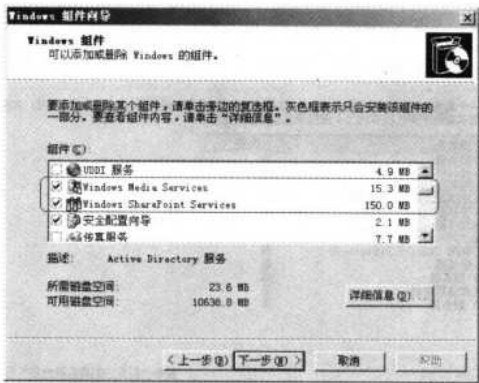 Windows 组件向导
Windows 组件
可以添加或删除 Windows 的组件。
要添加或删除某个组件，请单击旁边的复选框。灰色框表示只会安装该组件的
一部分。要查看组件内容，请单击“详细信息”。
组件(C):
UDDI 服务 4.9 MB
Windows Media Services 15.3 MB
Windows SharePoint Services 150.0 MB
安全配置向导 2.1 MB
传真服务 7.7 MB
描述: Active Directory 服务
所需磁盘空间: 23.6 MB
可用磁盘空间: 10636.8 MB
详细信息(D)...
<上一步(B) 下一步(N)> 取消 帮助